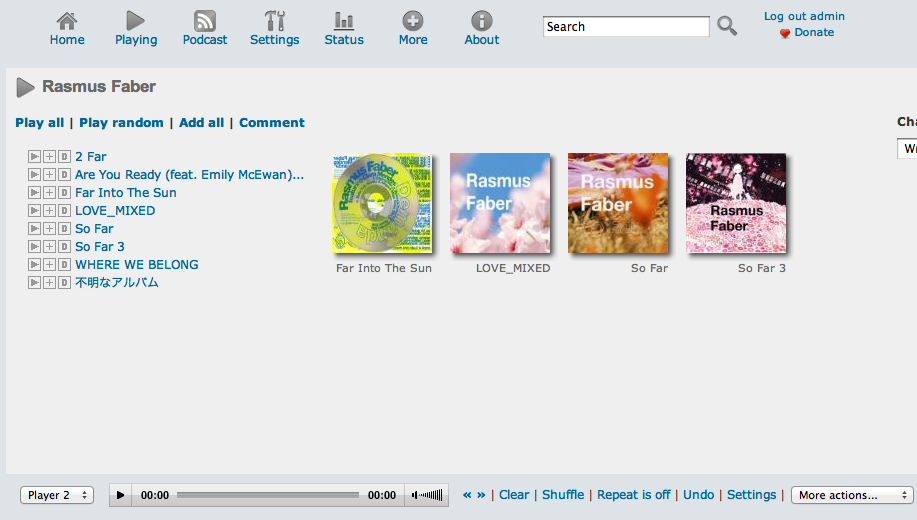 Home Playing Podcast Settings Status More About
Search
Log out admin
Donate
Rasmus Faber
Play all | Play random | Add all | Comment
Cha
Wr
D 2 Far
D Are You Ready (feat. Emily McEwan)...
D Far Into The Sun
D LOVE_MIXED
D So Far
D So Far 3
D WHERE WE BELONG
D 不明なアルバム
Rasmus Faber
Rasmus
Faber
Rasmus
Faber
Rasmus
Faber
Far Into The Sun LOVE_MIXED So Far So Far 3
Player 2 00:00 00:00 « » | Clear | Shuffle | Repeat is off | Undo | Settings | More actions...